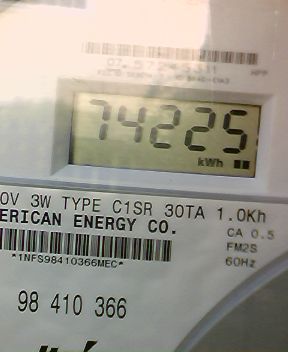 74225
kWh
0V 3W TYPE C1SR 30TA 1.0Kh
ERICAN ENERGY CO.
CA 0.5
FM2S
60Hz
*1NFS98410366MEC*
98 410 366